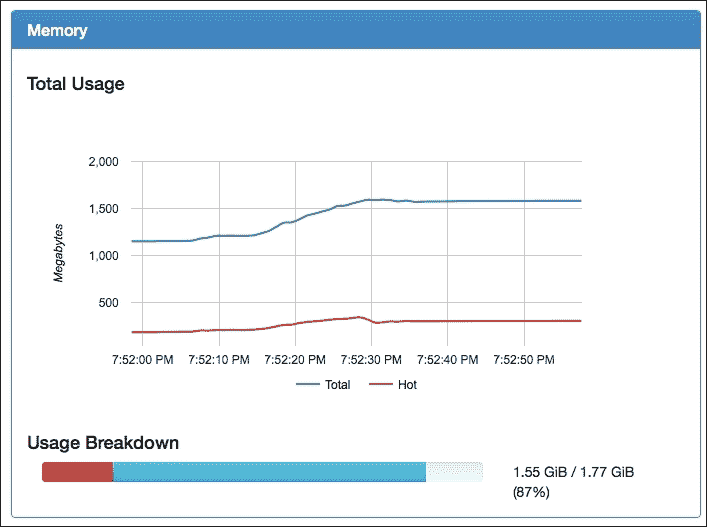 Memory
Total Usage
2,000
1,500
1,000
500
Megabytes
7:52:00 PM 7:52:10 PM 7:52:20 PM 7:52:30 PM 7:52:40 PM 7:52:50 PM
Total Hot
Usage Breakdown
1.55 GiB / 1.77 GiB
(87%)